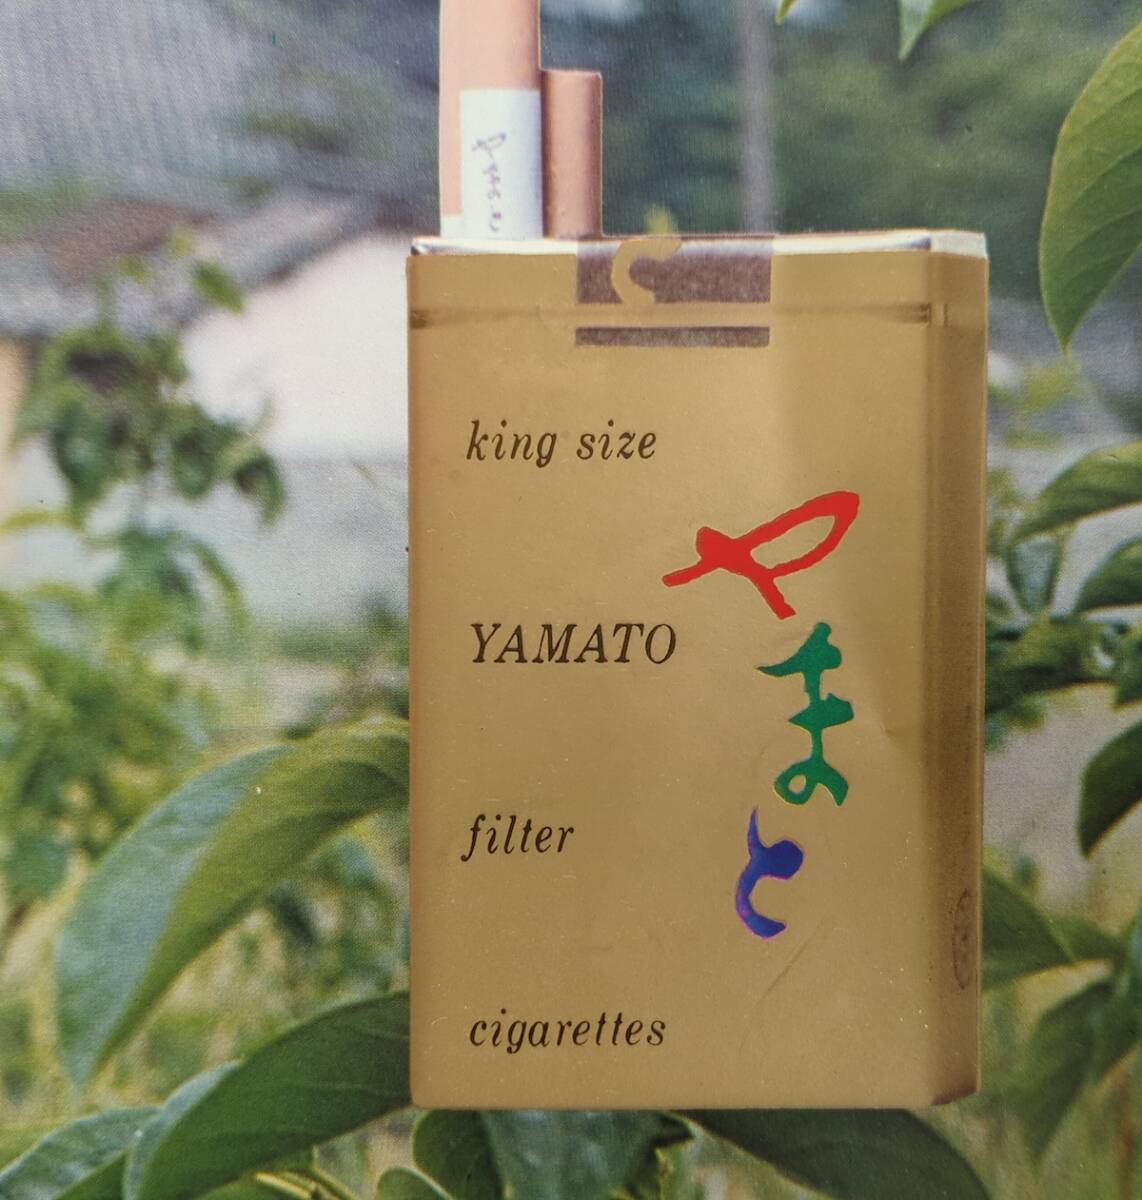 king size
YAMATO
filter
cigarettes
やまと